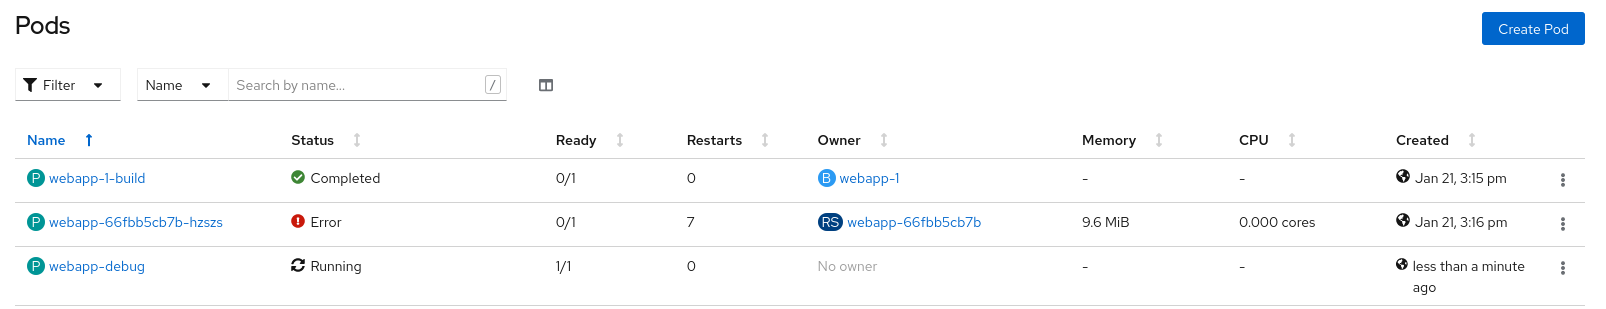 Pods
Create Pod
Filter Name Search by name... /
Name Status Ready Restarts Owner Memory CPU Created
P webapp-1-build Completed 0/1 0 B webapp-1 - - Jan 21, 3:15 pm
P webapp-66fbb5cb7b-hzszs Error 0/1 7 RS webapp-66fbb5cb7b 9.6 MiB 0.000 cores Jan 21, 3:16 pm
P webapp-debug Running 1/1 0 No owner - - less than a minute
ago